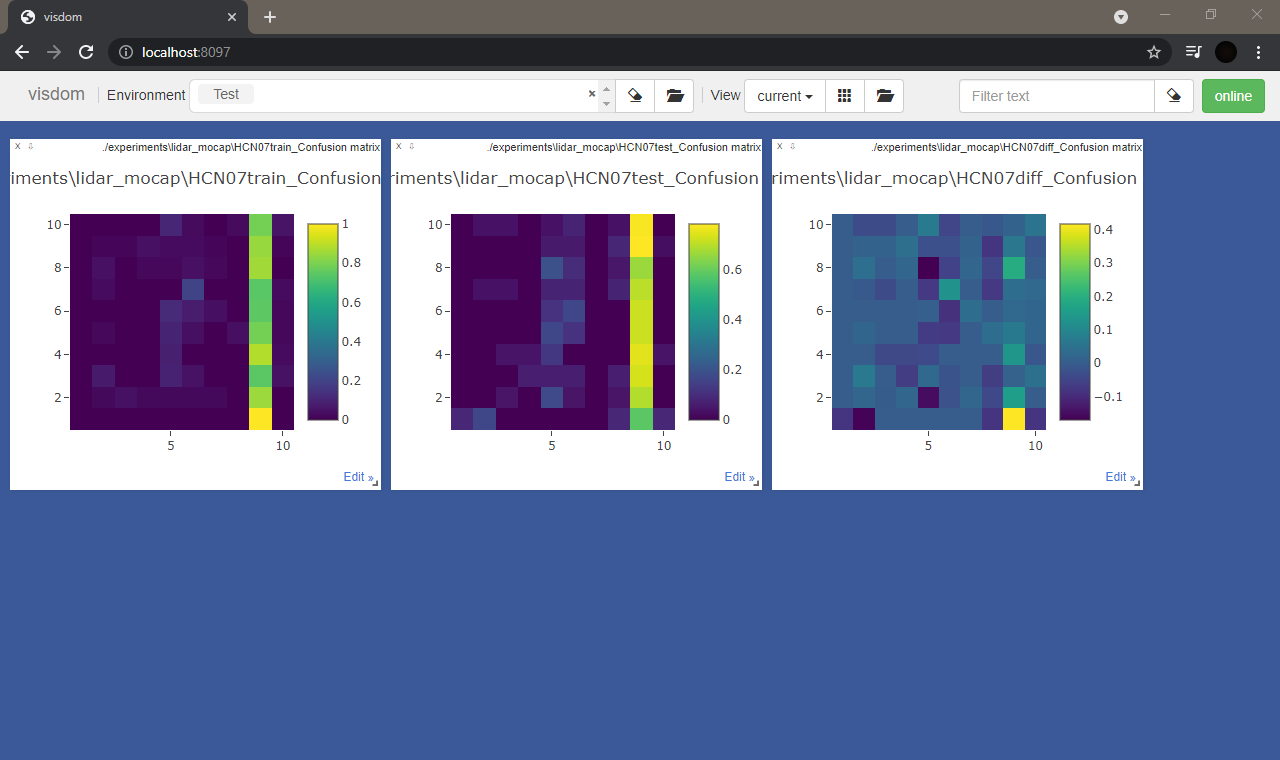 visdom
localhost:8097
visdom Environment Test × View current Filter text online
X ./experiments\lidar_mocap\HCN07train_Confusion matrix
iments\lidar_mocap\HCN07train_Confusion
10
8
6
4
2
5 10
1
0.8
0.6
0.4
0.2
0
Edit »
X ./experiments\lidar_mocap\HCN07test_Confusion matrix
riments\lidar_mocap\HCN07test_Confusion
10
8
6
4
2
5 10
0.6
0.4
0.2
0
Edit »
X ./experiments\lidar_mocap\HCN07diff_Confusion matrix
riments\lidar_mocap\HCN07diff_Confusion
10
8
6
4
2
5 10
0.4
0.3
0.2
0.1
0
−0.1
Edit »